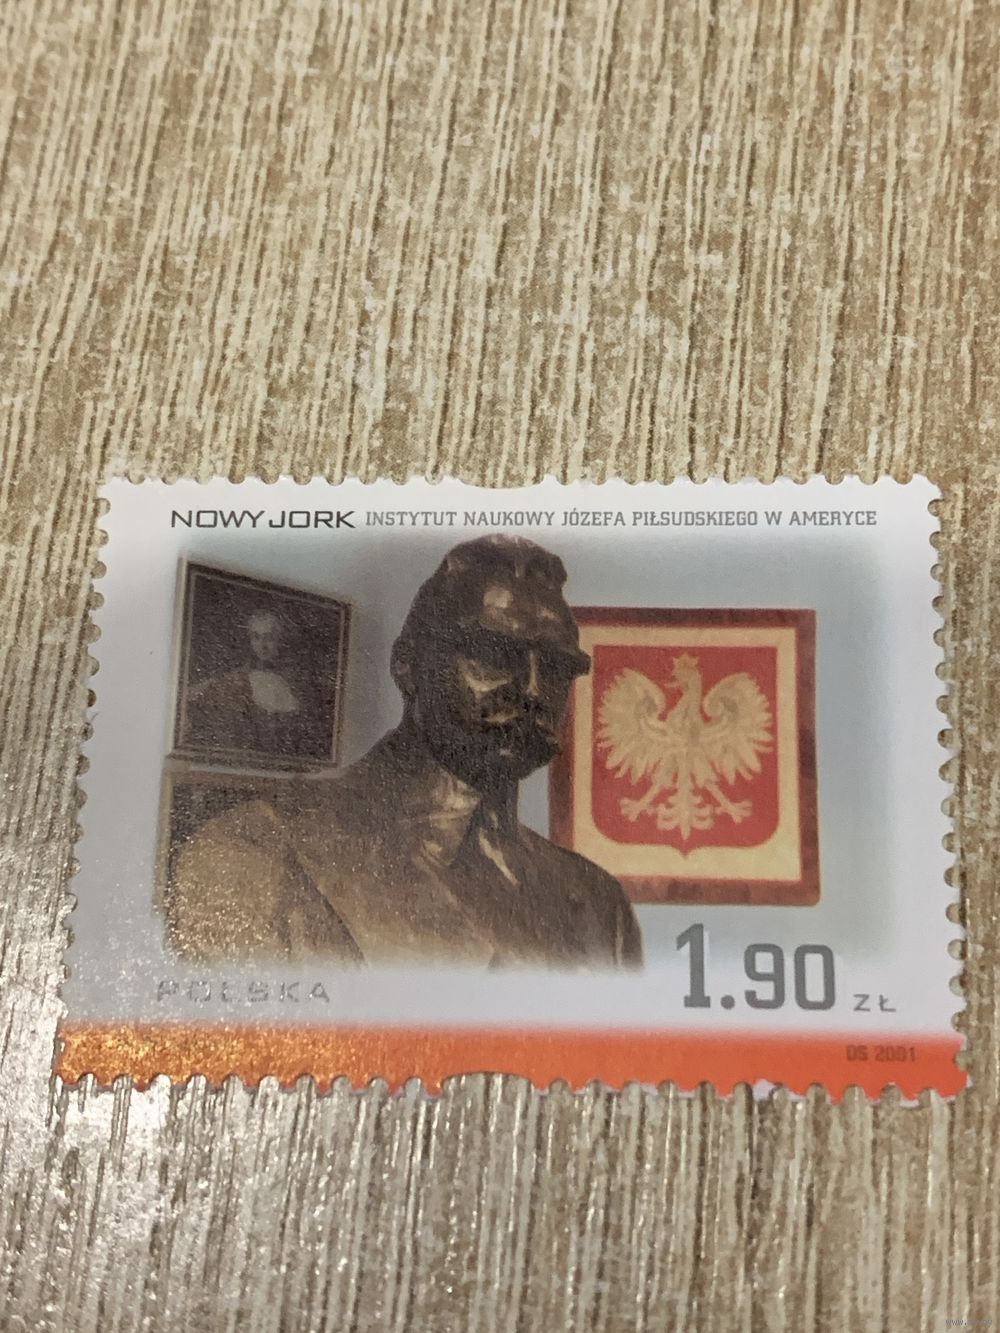 NOWY JORK INSTYTUT NAUKOWY JÓZEFA PIŁSUDSKIEGO W AMERYCE
POLSKA
1.90 ZŁ
DS 2001